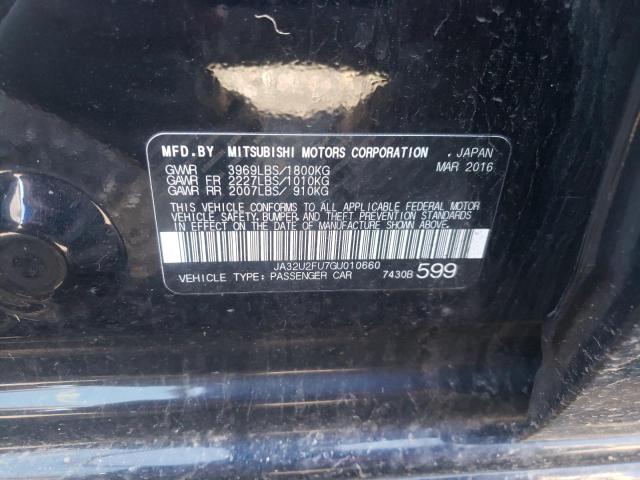 MFD.BY MITSUBISHI MOTORS CORPORATION , JAPAN
GVWR 3969LBS/1800KG MAR 2016
GAWR FR 2227LBS/1010KG
GAWR RR 2007LBS/ 910KG
THIS VEHICLE CONFORMS TO ALL APPLICABLE FEDERAL MOTOR
VEHICLE SAFETY, BUMPER, AND THEFT PREVENTION STANDARDS
IN EFFECT ON THE DATE OF MANUFACTURE SHOWN ABOVE.
JA32U2FU7GU010660
VEHICLE TYPE: PASSENGER CAR 7430B 599